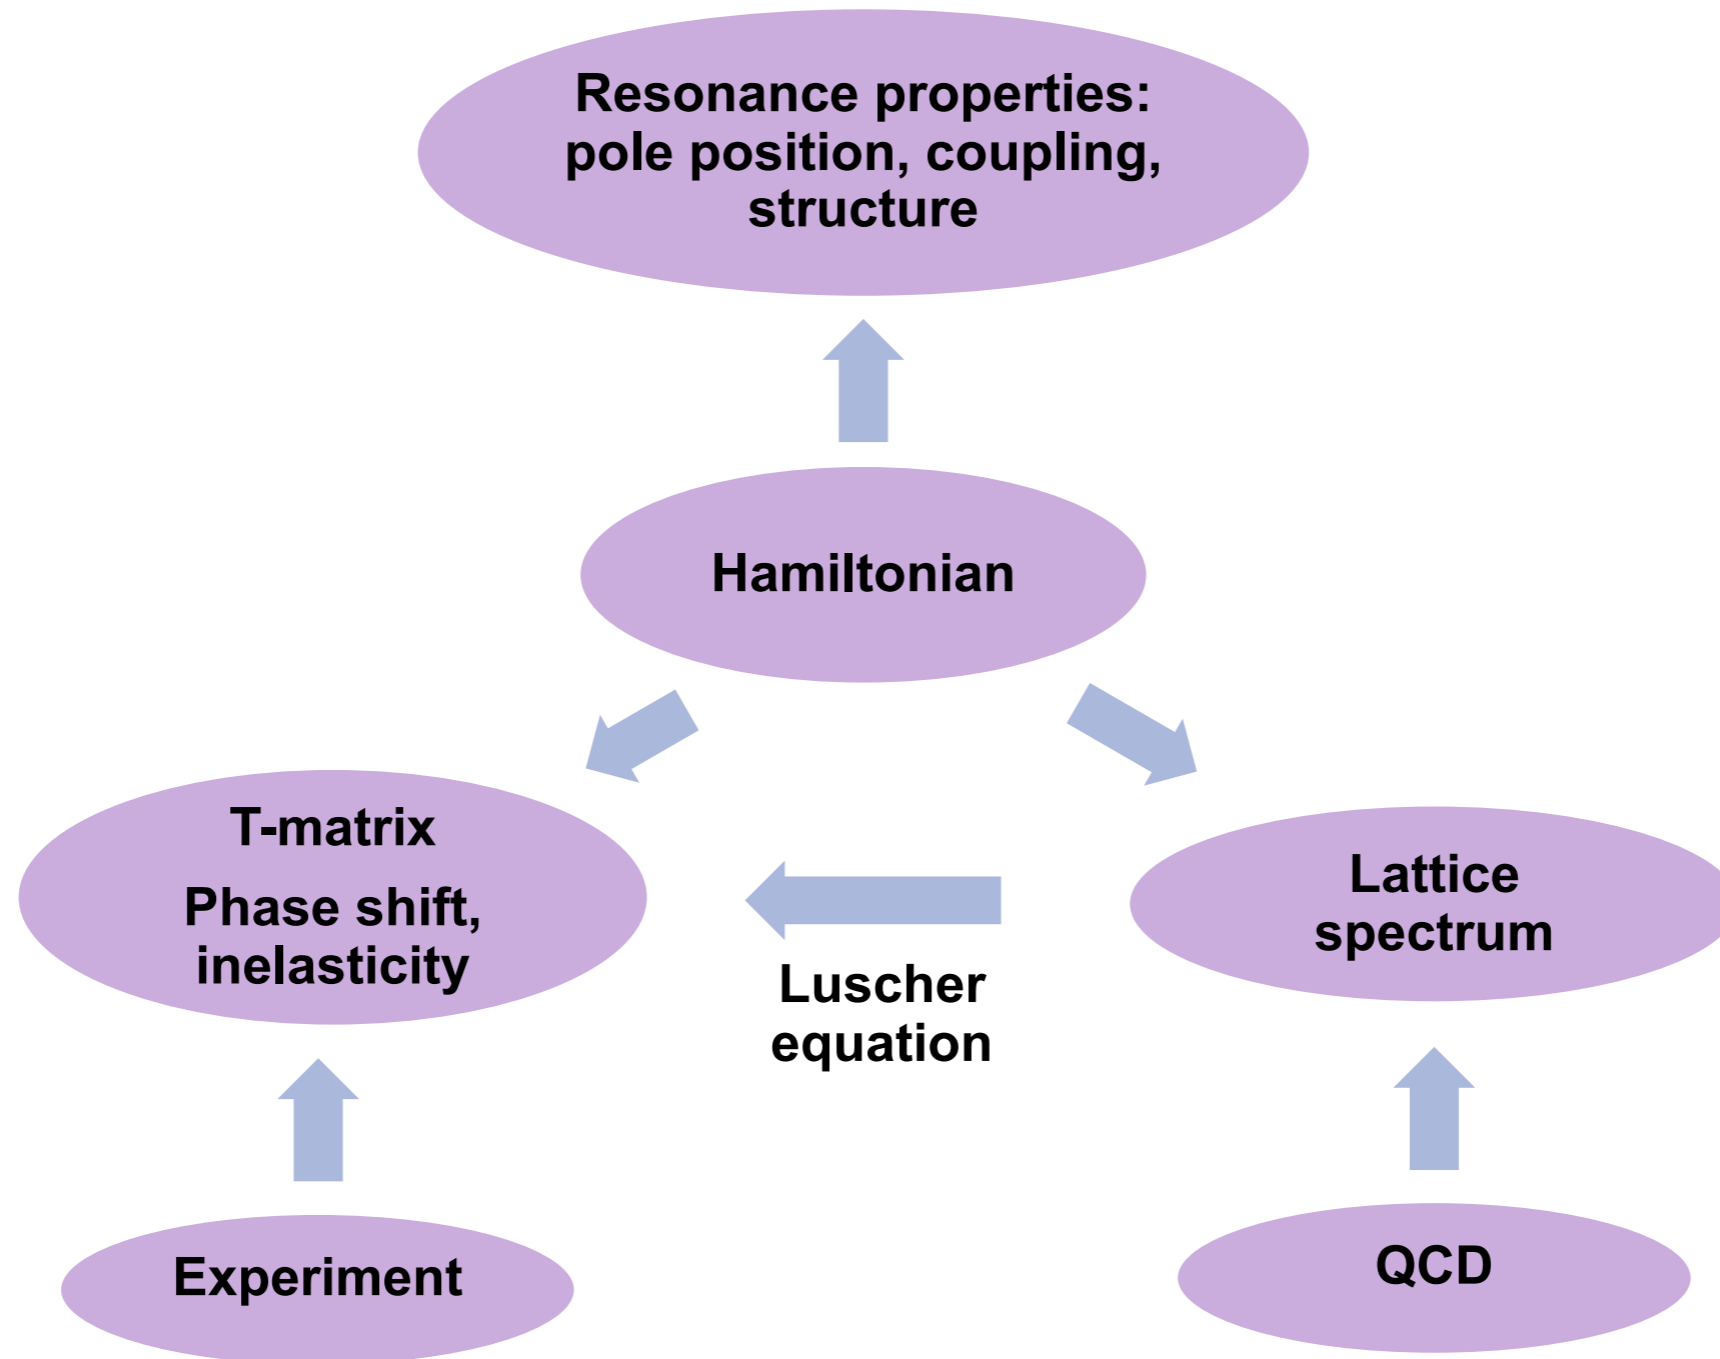 Resonance properties:
pole position, coupling,
structure
Hamiltonian
T-matrix
Phase shift,
inelasticity
Luscher
equation
Lattice
spectrum
Experiment
QCD